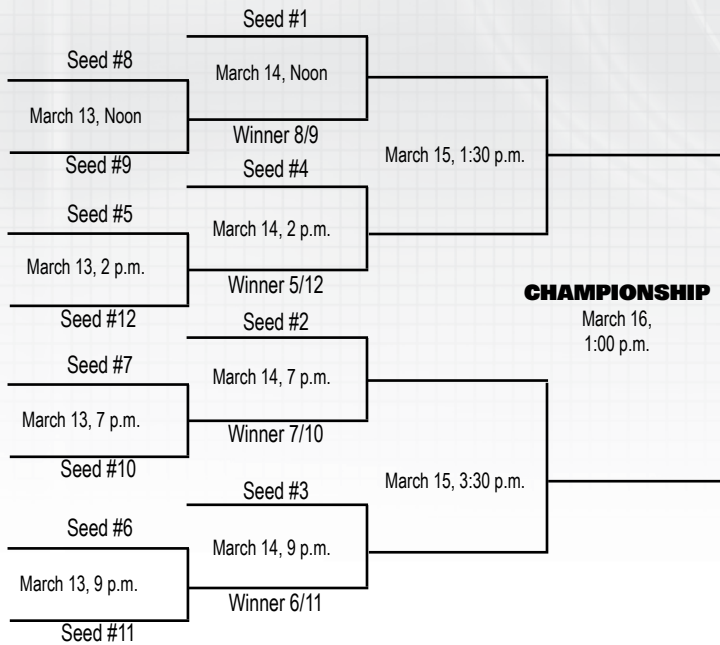 Seed #1
Seed #8
March 14, Noon
March 13, Noon
Winner 8/9
Seed #9
March 15, 1:30 p.m.
Seed #4
Seed #5
March 14, 2 p.m.
March 13, 2 p.m.
Winner 5/12
Seed #12
CHAMPIONSHIP
March 16,
1:00 p.m.
Seed #2
Seed #7
March 14, 7 p.m.
March 13, 7 p.m.
Winner 7/10
Seed #10
March 15, 3:30 p.m.
Seed #3
Seed #6
March 14, 9 p.m.
March 13, 9 p.m.
Winner 6/11
Seed #11